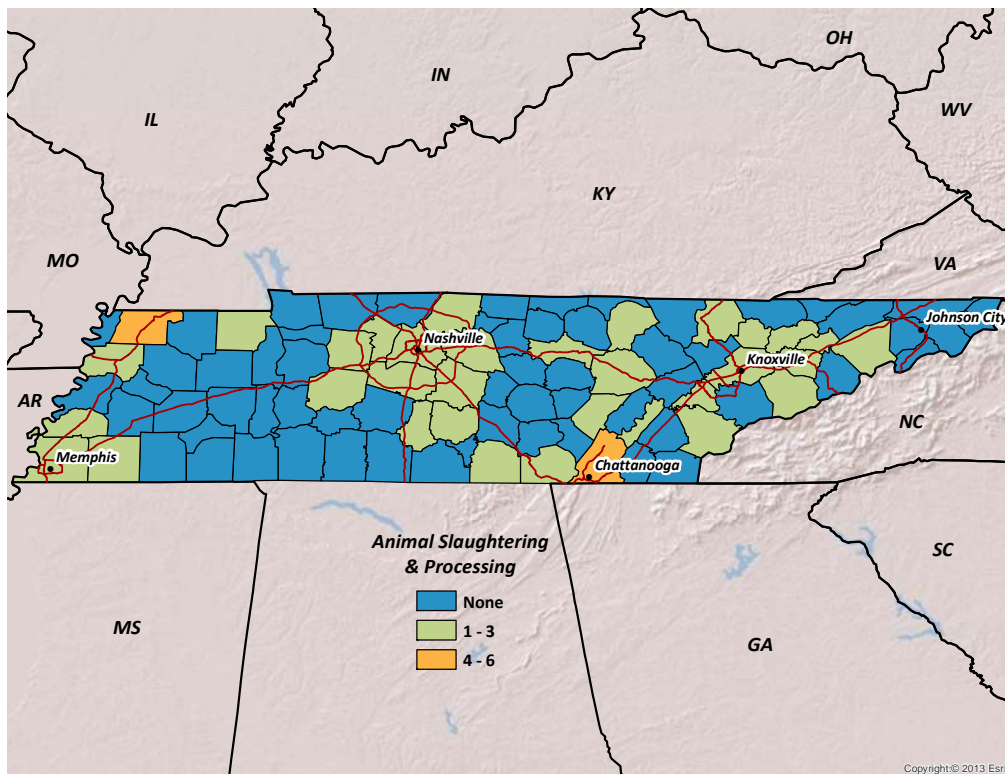 OH
IN
WV
IL
KY
MO
VA
Johnson City
Nashville
Knoxville
AR
NC
Memphis
Chattanooga
Animal Slaughtering
& Processing
SC
None
MS
1 - 3
GA
4 - 6
Copyright:© 2013 Esri